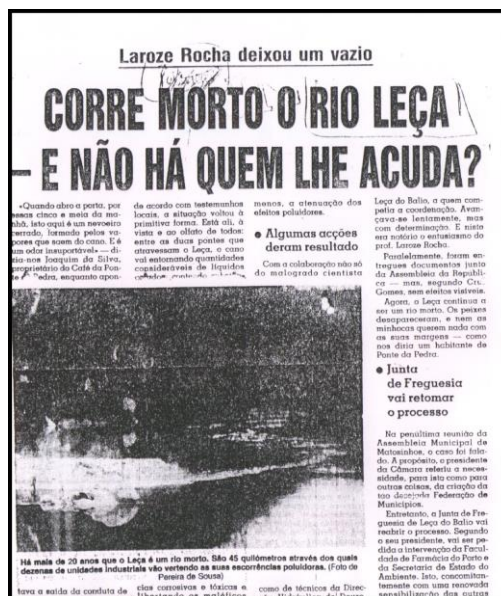 Laroze Rocha deixou um vazio
CORRE MORTO O RIO LEÇA
— E NÃO HÁ QUEM LHE ACUDA?
«Quando abro a porta, por
essas cinco e meia da ma-
nhã, isto aqui é um nevoeiro
cerrado, formado pelos va-
pores que saem do cano. E é
um odor insuportável» — di-
zia-nos Joaquim da Silva,
proprietário do Café da Pon-
te Pedra, enquanto apon-
de acordo com testemunhos
locais, a situação voltou à
primitiva forma. Está ali, à
vista e ao olfato de todos:
entre as duas pontes que
atravessam o Leça, o cano
vai entornando quantidades
consideráveis de líquidos
menos, a atenuação dos
efeitos poluidores.
● Algumas acções
deram resultado
Com a colaboração não só
do malogrado cientista
Leça do Balio, a quem com-
petia a coordenação. Avan-
çava-se lentamente, mas
com determinação. E nisto
era notório o entusiasmo do
prof. Laroze Rocha.
Paralelamente, foram en-
tregues documentos junto
da Assembleia da Repúbli-
ca — mas, segundo
Gomes, sem efeitos visíveis.
Agora, o Leça continua a
ser um rio morto. Os peixes
desapareceram, e nem as
minhocas querem nada com
as suas margens — como
nos diria um habitante de
Ponte da Pedra.
● Junta
de Freguesia
vai retomar
o processo
Na penúltima reunião da
Assembleia Municipal de
Matosinhos, o caso foi fala-
do. A propósito, o presidente
da Câmara referiu a neces-
sidade, para isto como para
outras coisas, da criação da
tão desejada Federação de
Municípios.
Entretanto, a Junta de Fre-
guesia de Leça do Balio vai
reabrir o processo. Segundo
o seu presidente, vai ser pe-
dida a intervenção da Facul-
dade de Farmácia do Porto e
da Secretaria de Estado do
Ambiente. Isto, concomitan-
temente com uma renovada
sensibilização das outras
Há mais de 20 anos que o Leça é um rio morto. São 45 quilómetros através dos quais
dezenas de unidades industriais vão vertendo as suas escorrências poluidoras. (Foto de
Pereira de Sousa)
tava a saída da conduta de
cias corrosivas e tóxicas e
como de técnicos da Direc-